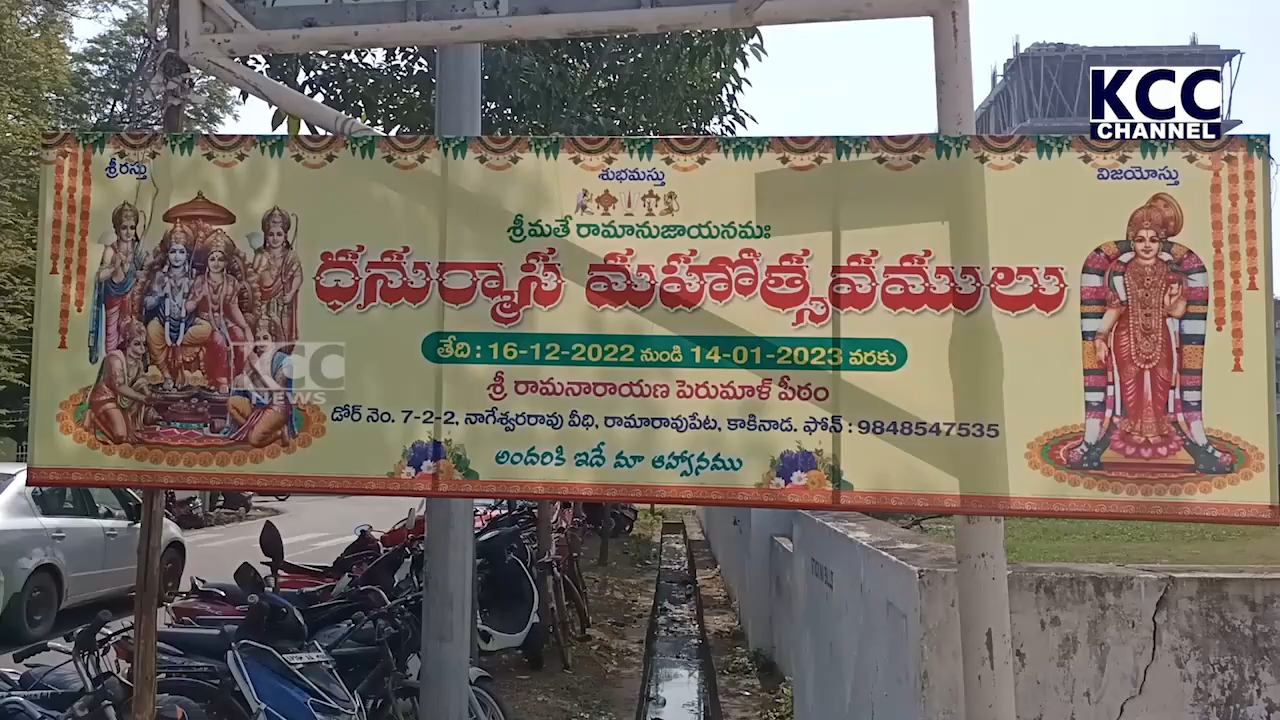 KCC
CHANNEL
శ్రీరస్తు
శుభమస్తు
విజయోస్తు
శ్రీమతే రామానుజాయనమః
ధనుర్మాస మహోత్సవములు
తేది : 16-12-2022 నుండి 14-01-2023 వరకు
శ్రీ రామనారాయణ పెరుమాళ్ పీఠం
డోర్ నెం. 7-2-2, నాగేశ్వరరావు వీధి, రామారావుపేట, కాకినాడ. ఫోన్ : 9848547535
అందరికి ఇదే మా ఆహ్వానము
KCC
NEWS